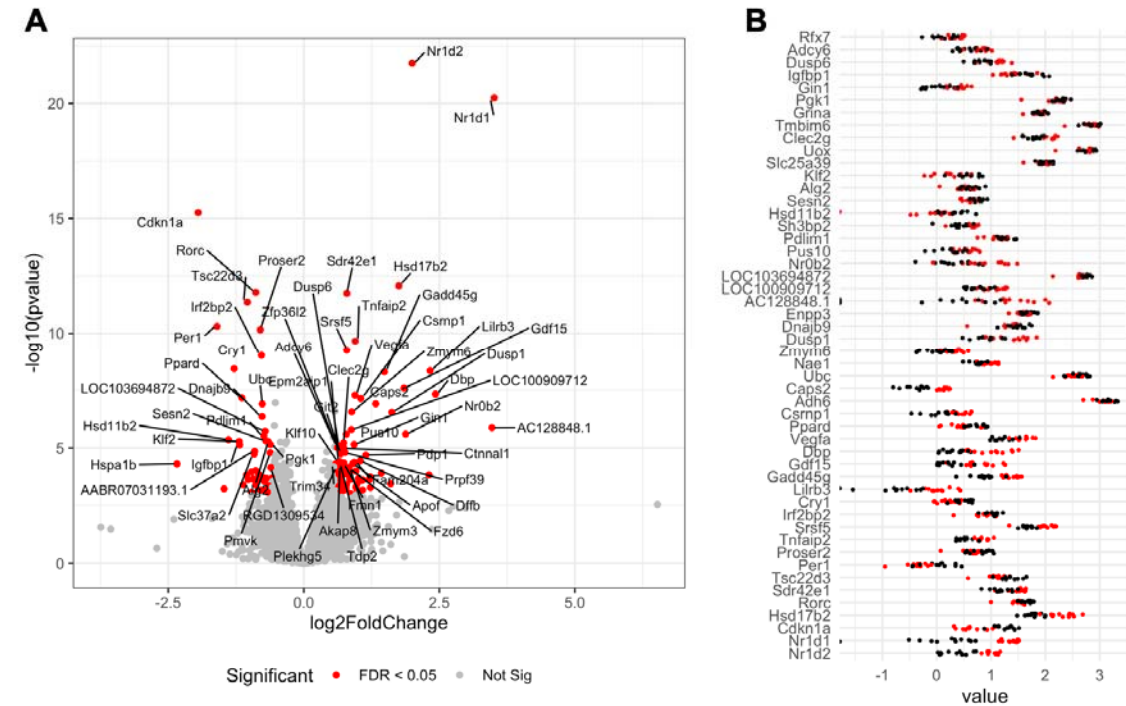 A
Nr1d2
Nr1d1
Cdkn1a
Rorc
Proser2
Sdr42e1
Hsd17b2
Tsc22d3
Dusp6
Gadd45g
Irf2bp2
Zfp36l2
Tnfaip2
Srsf5
Csrnp1
Lilrb3
Gdf15
Per1
Cry1
Adcy6
Vegfa
Zmym6
Dusp1
Ppard
Clec2g
Dbp
LOC100909712
LOC103694872
Dnajb9
Ubc
Epm2aip1
Caps2
Nr0b2
Sesn2
Pdlim1
Git2
Gin1
Hsd11b2
Klf10
Pus10
AC128848.1
Klf2
Pgk1
Pdp1
Ctnnal1
Hspa1b
Igfbp1
Trim34
Fam204a
Prpf39
AABR07031193.1
Alg2
Fmn1
Apof
Dffb
Slc37a2
RGD1309534
Akap8
Zmym3
Fzd6
Pmvk
Plekhg5
Tdp2
-log10(pvalue)
20
15
10
5
0
-2.5
0.0
2.5
5.0
log2FoldChange
Significant
FDR < 0.05
Not Sig
B
Rfx7
Adcy6
Dusp6
Igfbp1
Gin1
Pgk1
Grina
Tmbim6
Clec2g
Uox
Slc25a39
Klf2
Alg2
Sesn2
Hsd11b2
Sh3bp2
Pdlim1
Pus10
Nr0b2
LOC103694872
LOC100909712
AC128848.1
Enpp3
Dnajb9
Dusp1
Zmym6
Nae1
Ubc
Caps2
Adh6
Csrnp1
Ppard
Vegfa
Dbp
Gdf15
Gadd45g
Lilrb3
Cry1
Irf2bp2
Srsf5
Tnfaip2
Proser2
Per1
Tsc22d3
Sdr42e1
Rorc
Hsd17b2
Cdkn1a
Nr1d1
Nr1d2
-1
0
1
2
3
value